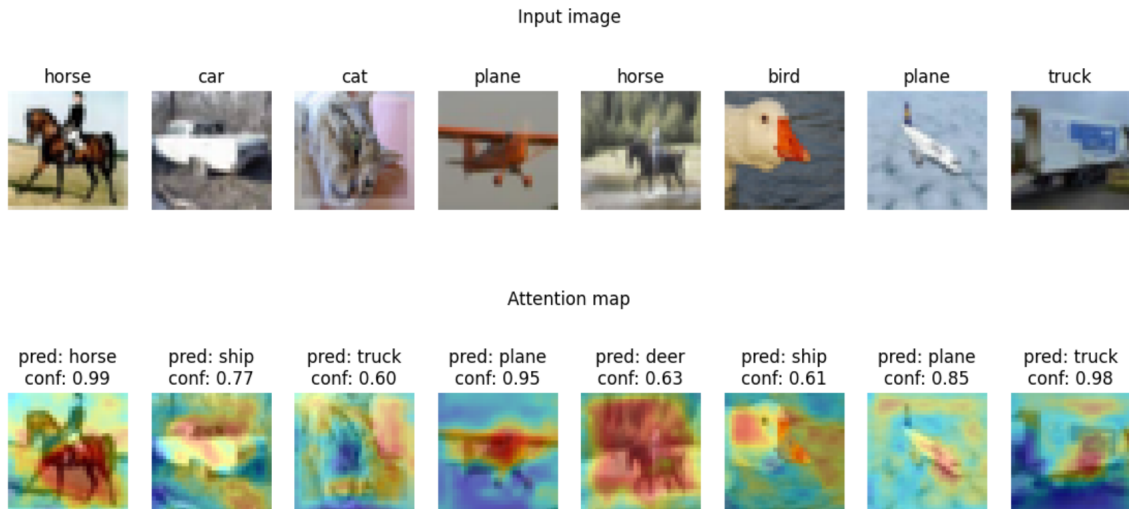 Input image
horse car cat plane horse bird plane truck
Attention map
pred: horse pred: ship pred: truck pred: plane pred: deer pred: ship pred: plane pred: truck
conf: 0.99 conf: 0.77 conf: 0.60 conf: 0.95 conf: 0.63 conf: 0.61 conf: 0.85 conf: 0.98